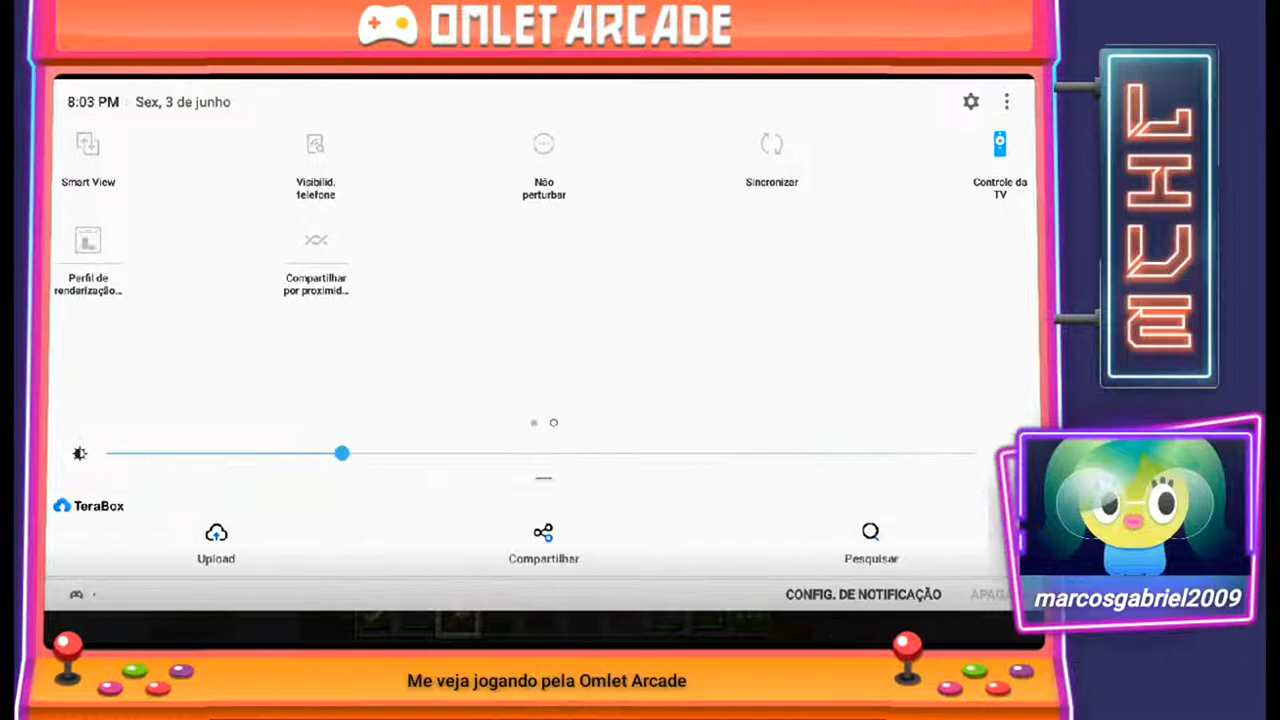 OMLET ARCADE
8:03 PM Sex, 3 de junho
Smart View
Visibilid.
telefone
Não
perturbar
Sincronizar
Controle da
TV
Perfil de
renderização...
Compartilhar
por proximid...
LIVE
TeraBox
Upload
Compartilhar
Pesquisar
CONFIG. DE NOTIFICAÇÃO
APAGA
marcosgabriel2009
Me veja jogando pela Omlet Arcade